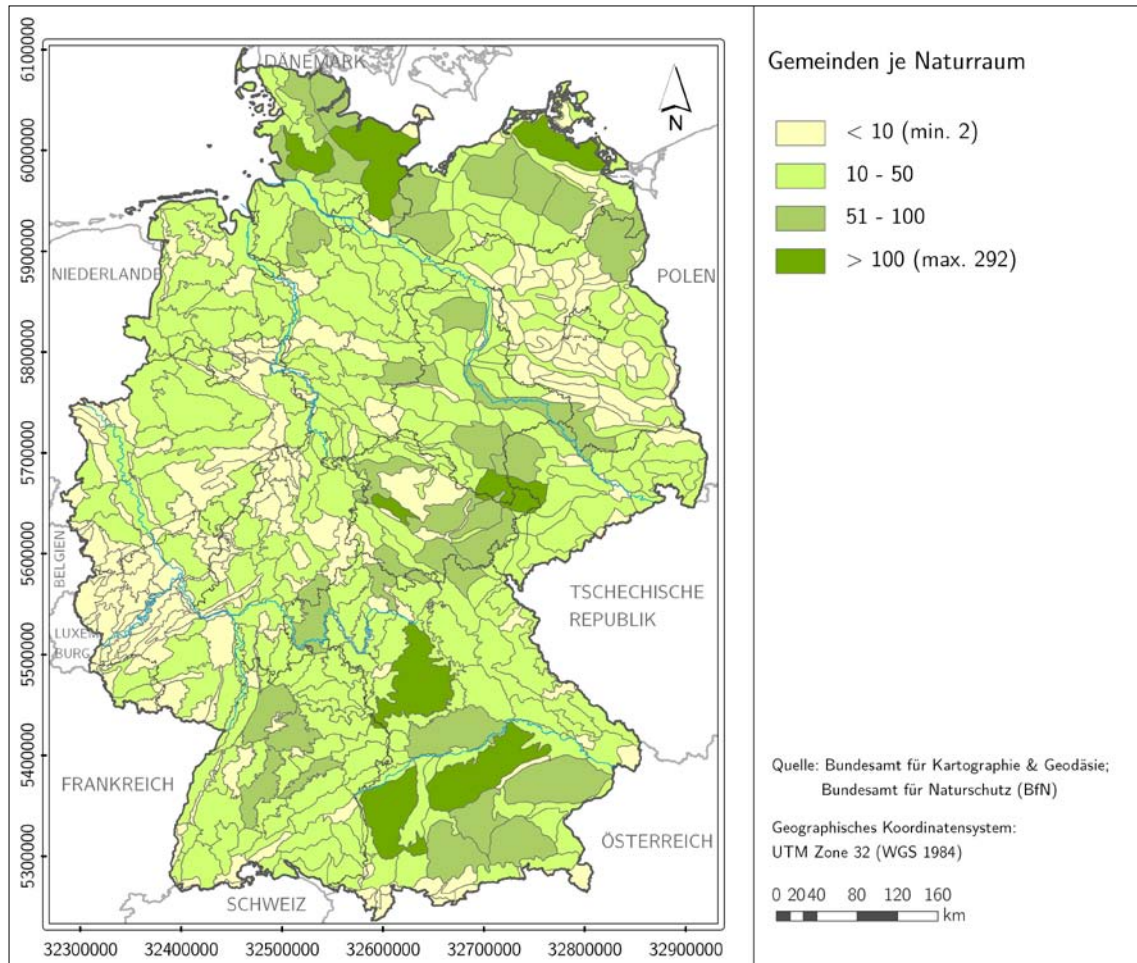 Gemeinden je Naturraum
< 10 (min. 2)
10 - 50
51 - 100
> 100 (max. 292)
Quelle: Bundesamt für Kartographie & Geodäsie;
Bundesamt für Naturschutz (BfN)
Geographisches Koordinatensystem:
UTM Zone 32 (WGS 1984)
0 20 40 80 120 160
km
DÄNEMARK
N
NIEDERLANDE
POLEN
BELGIEN
LUXEM
BURG
TSCHECHISCHE
REPUBLIK
FRANKREICH
ÖSTERREICH
SCHWEIZ
6100000
6000000
5900000
5800000
5700000
5600000
5500000
5400000
5300000
32300000 32400000 32500000 32600000 32700000 32800000 32900000